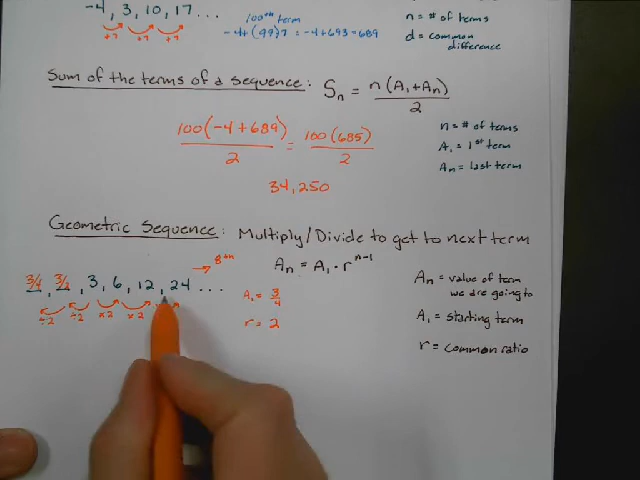 -4, 3, 10, 17 ...
+7 +7 +7
100th term
-4+(99)7 = -4+693 = 689
n = # of terms
d = common difference
Sum of the terms of a sequence: Sn = n(A1+An)/2
100(-4+689)/2 = 100(685)/2
34,250
n = # of terms
A1 = 1st term
An = last term
Geometric Sequence: Multiply/Divide to get to next term
An = A1 · r^(n-1)
3/4, 3/2, 3, 6, 12, 24 ...
→ 8th
÷2 ÷2 ×2 ×2
A1 = 3/4
r = 2
An = value of term
we are going to
A1 = starting term
r = common ratio